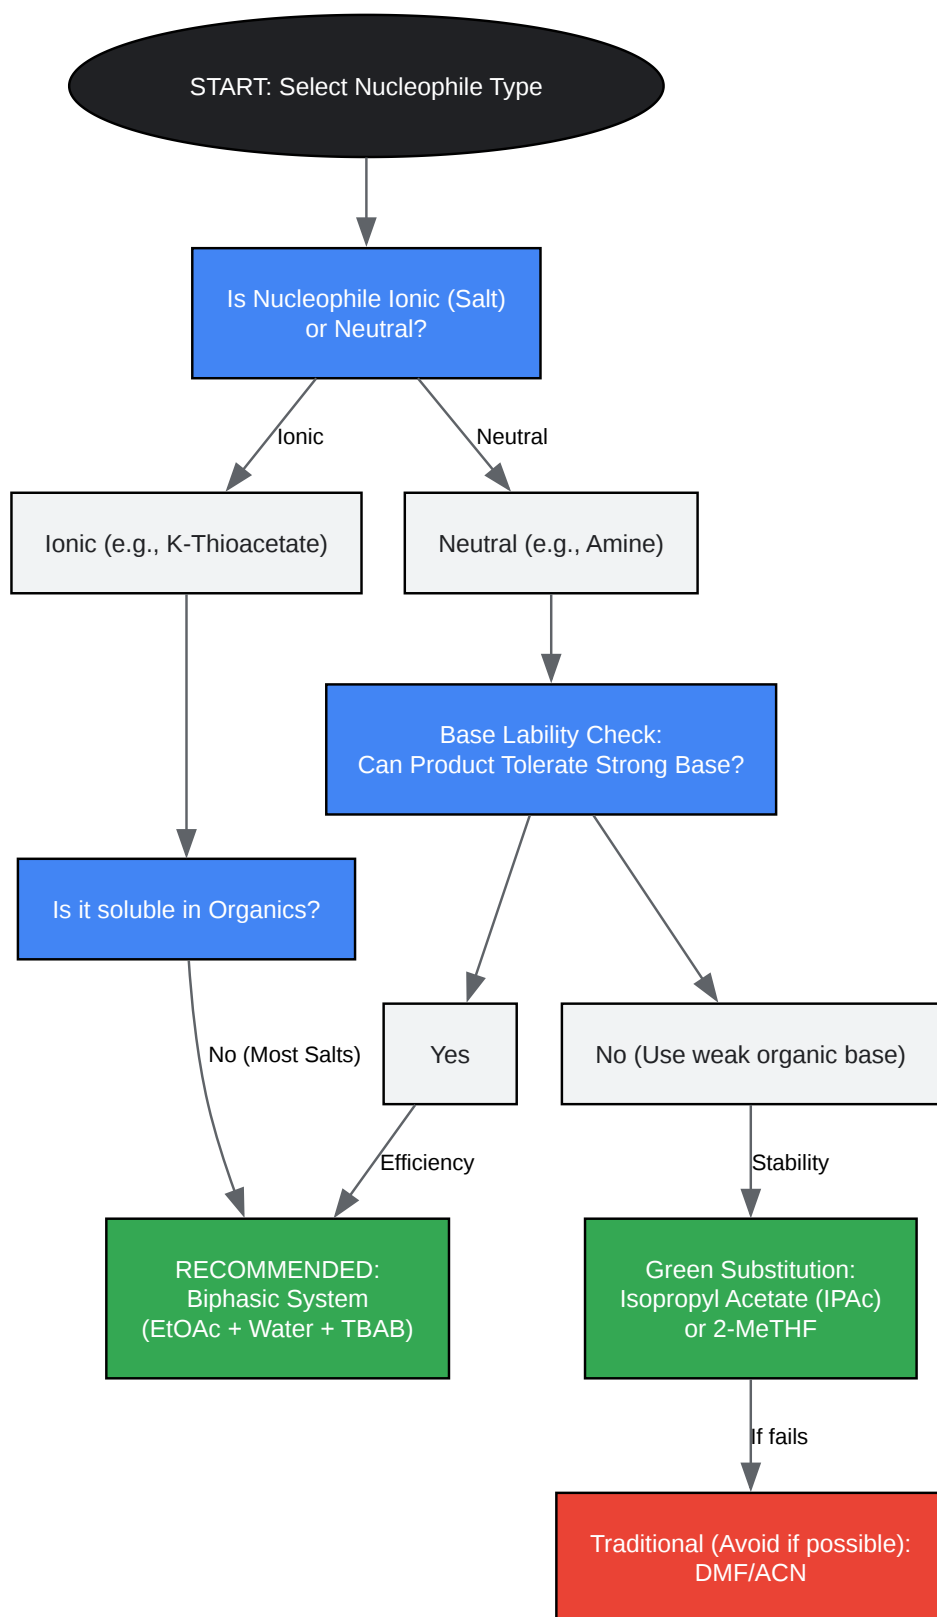 START: Select Nucleophile Type
Is Nucleophile Ionic (Salt)
or Neutral?
Ionic
Neutral
Ionic (e.g., K-Thioacetate)
Neutral (e.g., Amine)
Base Lability Check:
Can Product Tolerate Strong Base?
Is it soluble in Organics?
No (Most Salts)
Yes
No (Use weak organic base)
Efficiency
Stability
RECOMMENDED:
Biphasic System
(EtOAc + Water + TBAB)
Green Substitution:
Isopropyl Acetate (IPAc)
or 2-MeTHF
If fails
Traditional (Avoid if possible):
DMF/ACN